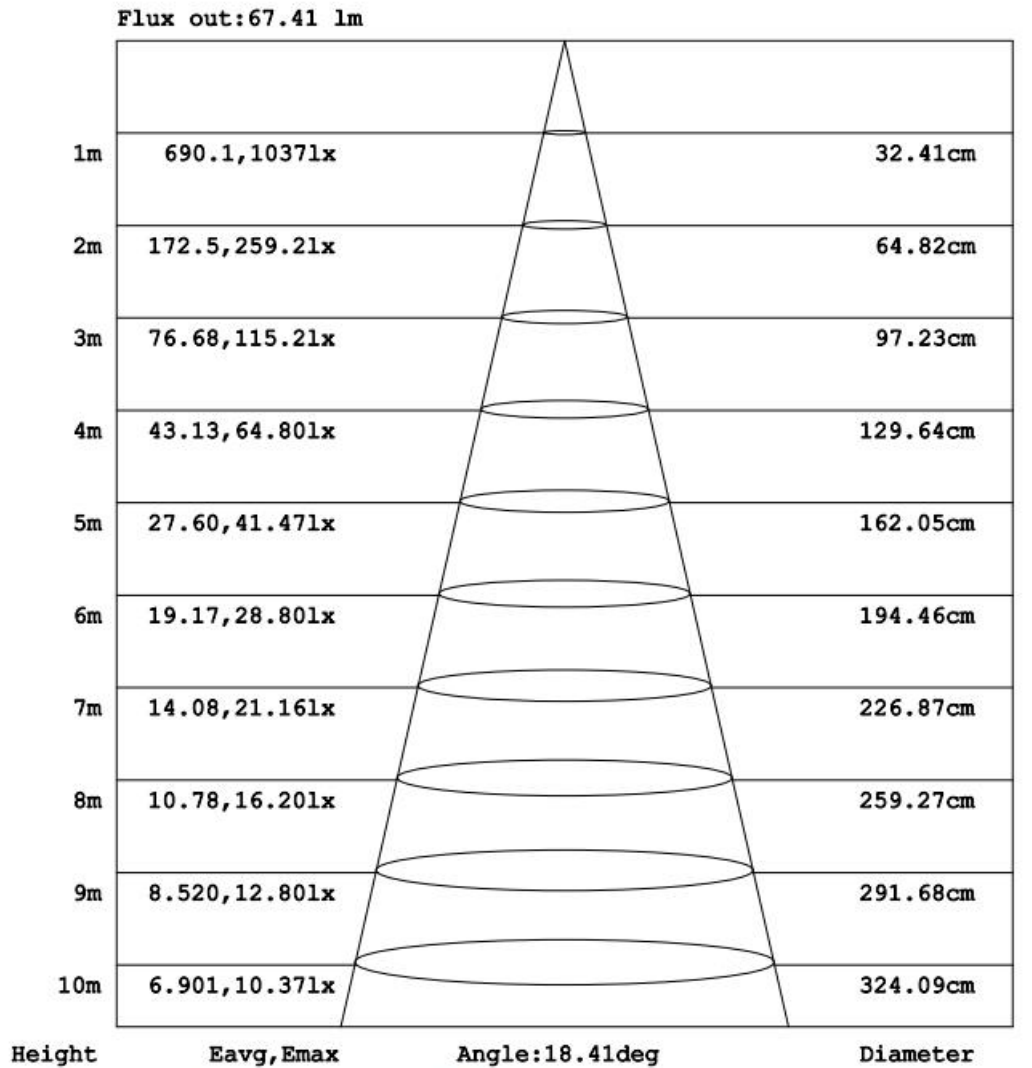 Flux out:67.41 lm
1m 690.1,1037lx 32.41cm
2m 172.5,259.2lx 64.82cm
3m 76.68,115.2lx 97.23cm
4m 43.13,64.80lx 129.64cm
5m 27.60,41.47lx 162.05cm
6m 19.17,28.80lx 194.46cm
7m 14.08,21.16lx 226.87cm
8m 10.78,16.20lx 259.27cm
9m 8.520,12.80lx 291.68cm
10m 6.901,10.37lx 324.09cm
Height Eavg,Emax Angle:18.41deg Diameter